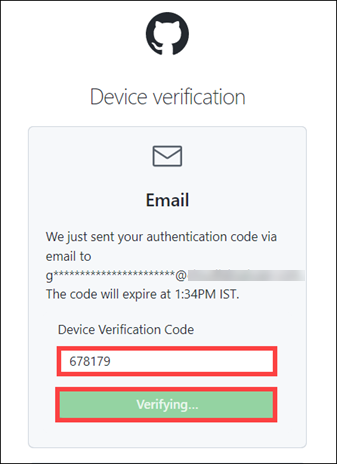 Device verification
Email
We just sent your authentication code via
email to
g**********************@
The code will expire at 1:34PM IST.
Device Verification Code
678179
Verifying...